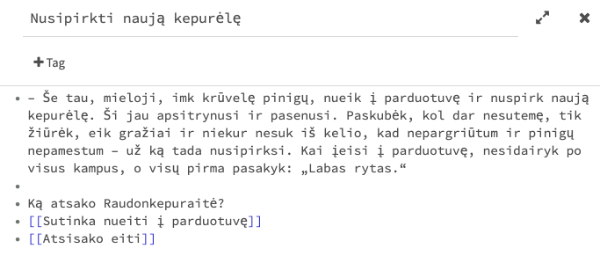 Nusipirkti naują kepurėlę
+ Tag
– Še tau, mieloji, imk krūvelę pinigų, nueik į parduotuvę ir nuspirk naują
kepurėlę. Ši jau apsitrynusi ir pasenusi. Paskubėk, kol dar nesutemę, tik
žiūrėk, eik gražiai ir niekur nesuk iš kelio, kad nepargriūtum ir pinigų
nepamestum – už ką tada nusipirksi. Kai įeisi į parduotuvę, nesidairyk po
visus kampus, o visų pirma pasakyk: „Labas rytas.“
Ką atsako Raudonkepuraitė?
[[Sutinka nueiti į parduotuvę]]
[[Atsisako eiti]]